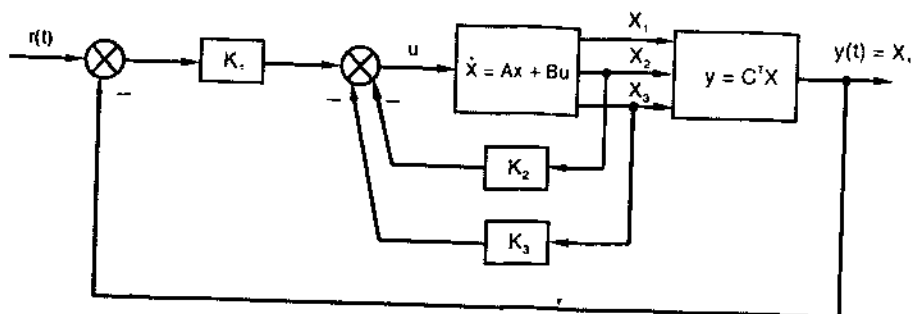 r(t)
K₁
u
ẋ = Ax + Bu
X₁
X₂
X₃
y = CᵀX
y(t) = X₁
K₂
K₃